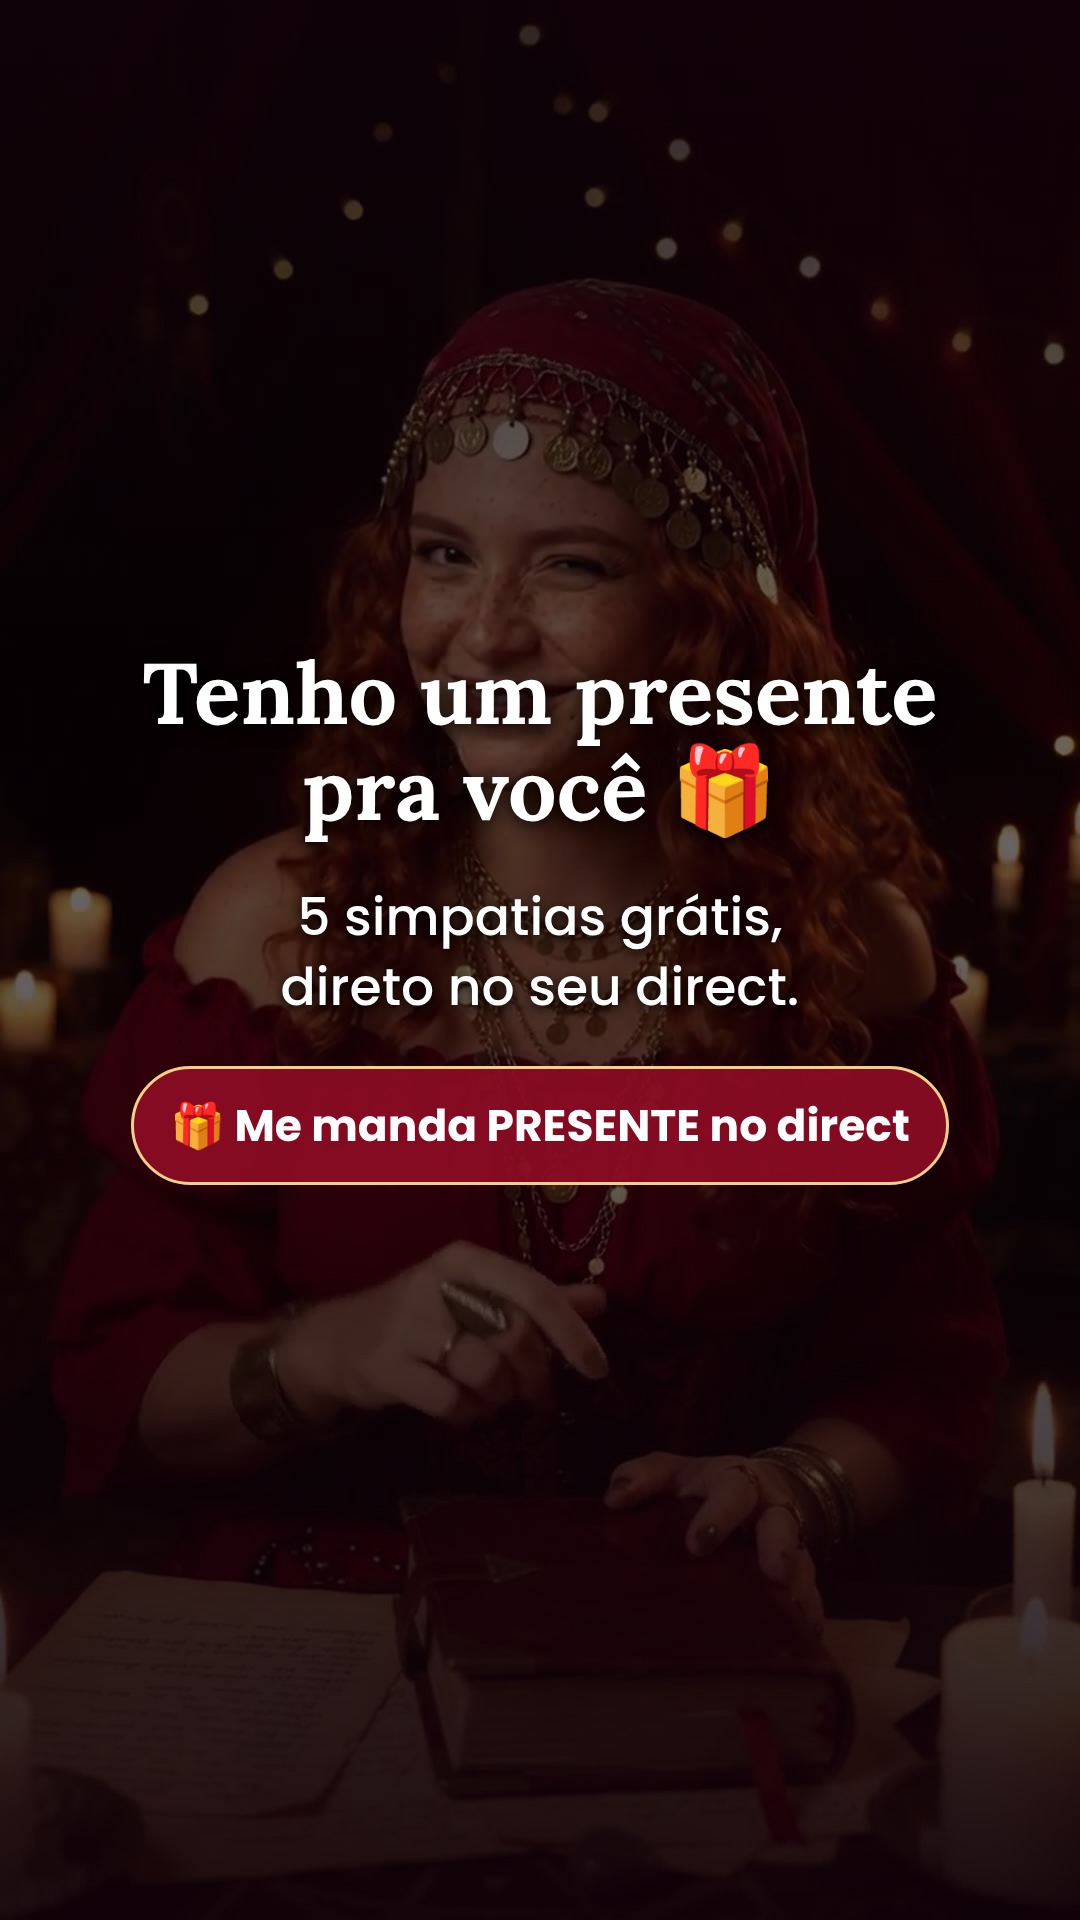 Tenho um presente
pra você 🎁
5 simpatias grátis,
direto no seu direct.
🎁 Me manda PRESENTE no direct